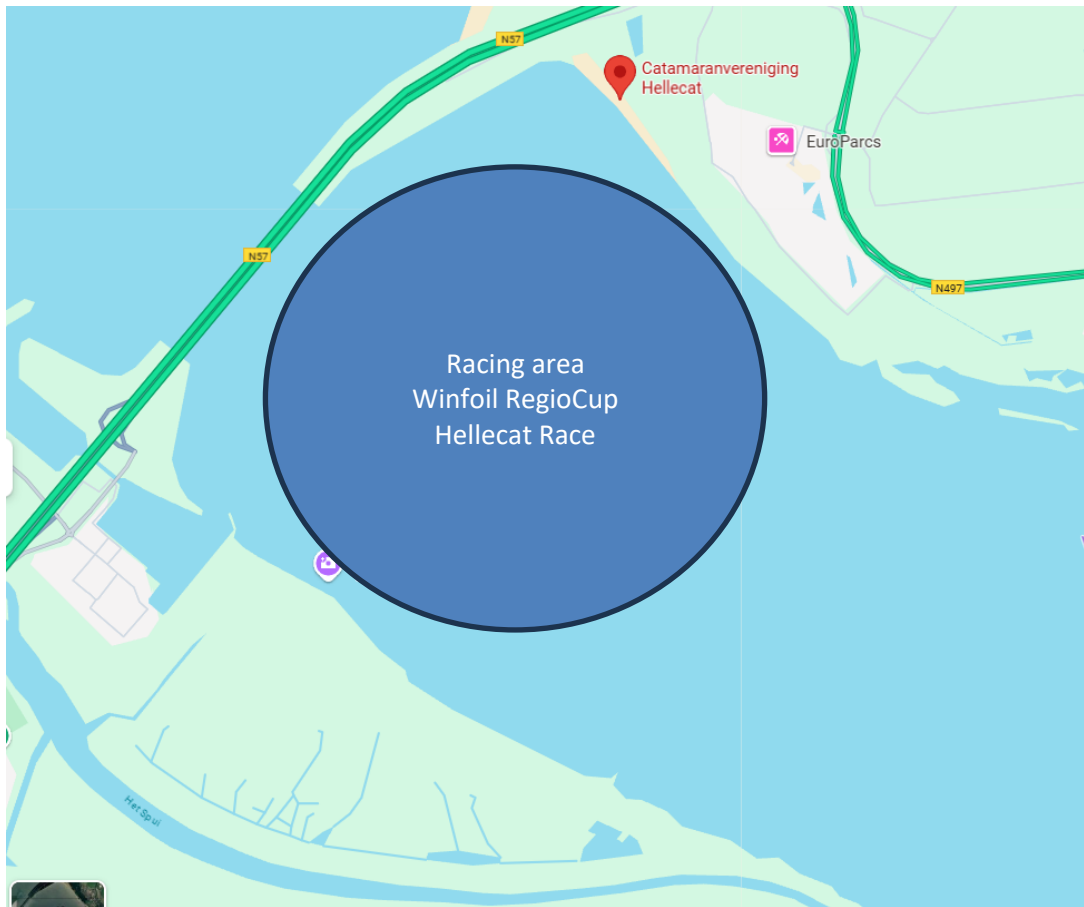 N57
Catamaranvereniging
Hellecat
EuroParcs
N57
N497
Racing area
Winfoil RegioCup
Hellecat Race
Het Spui